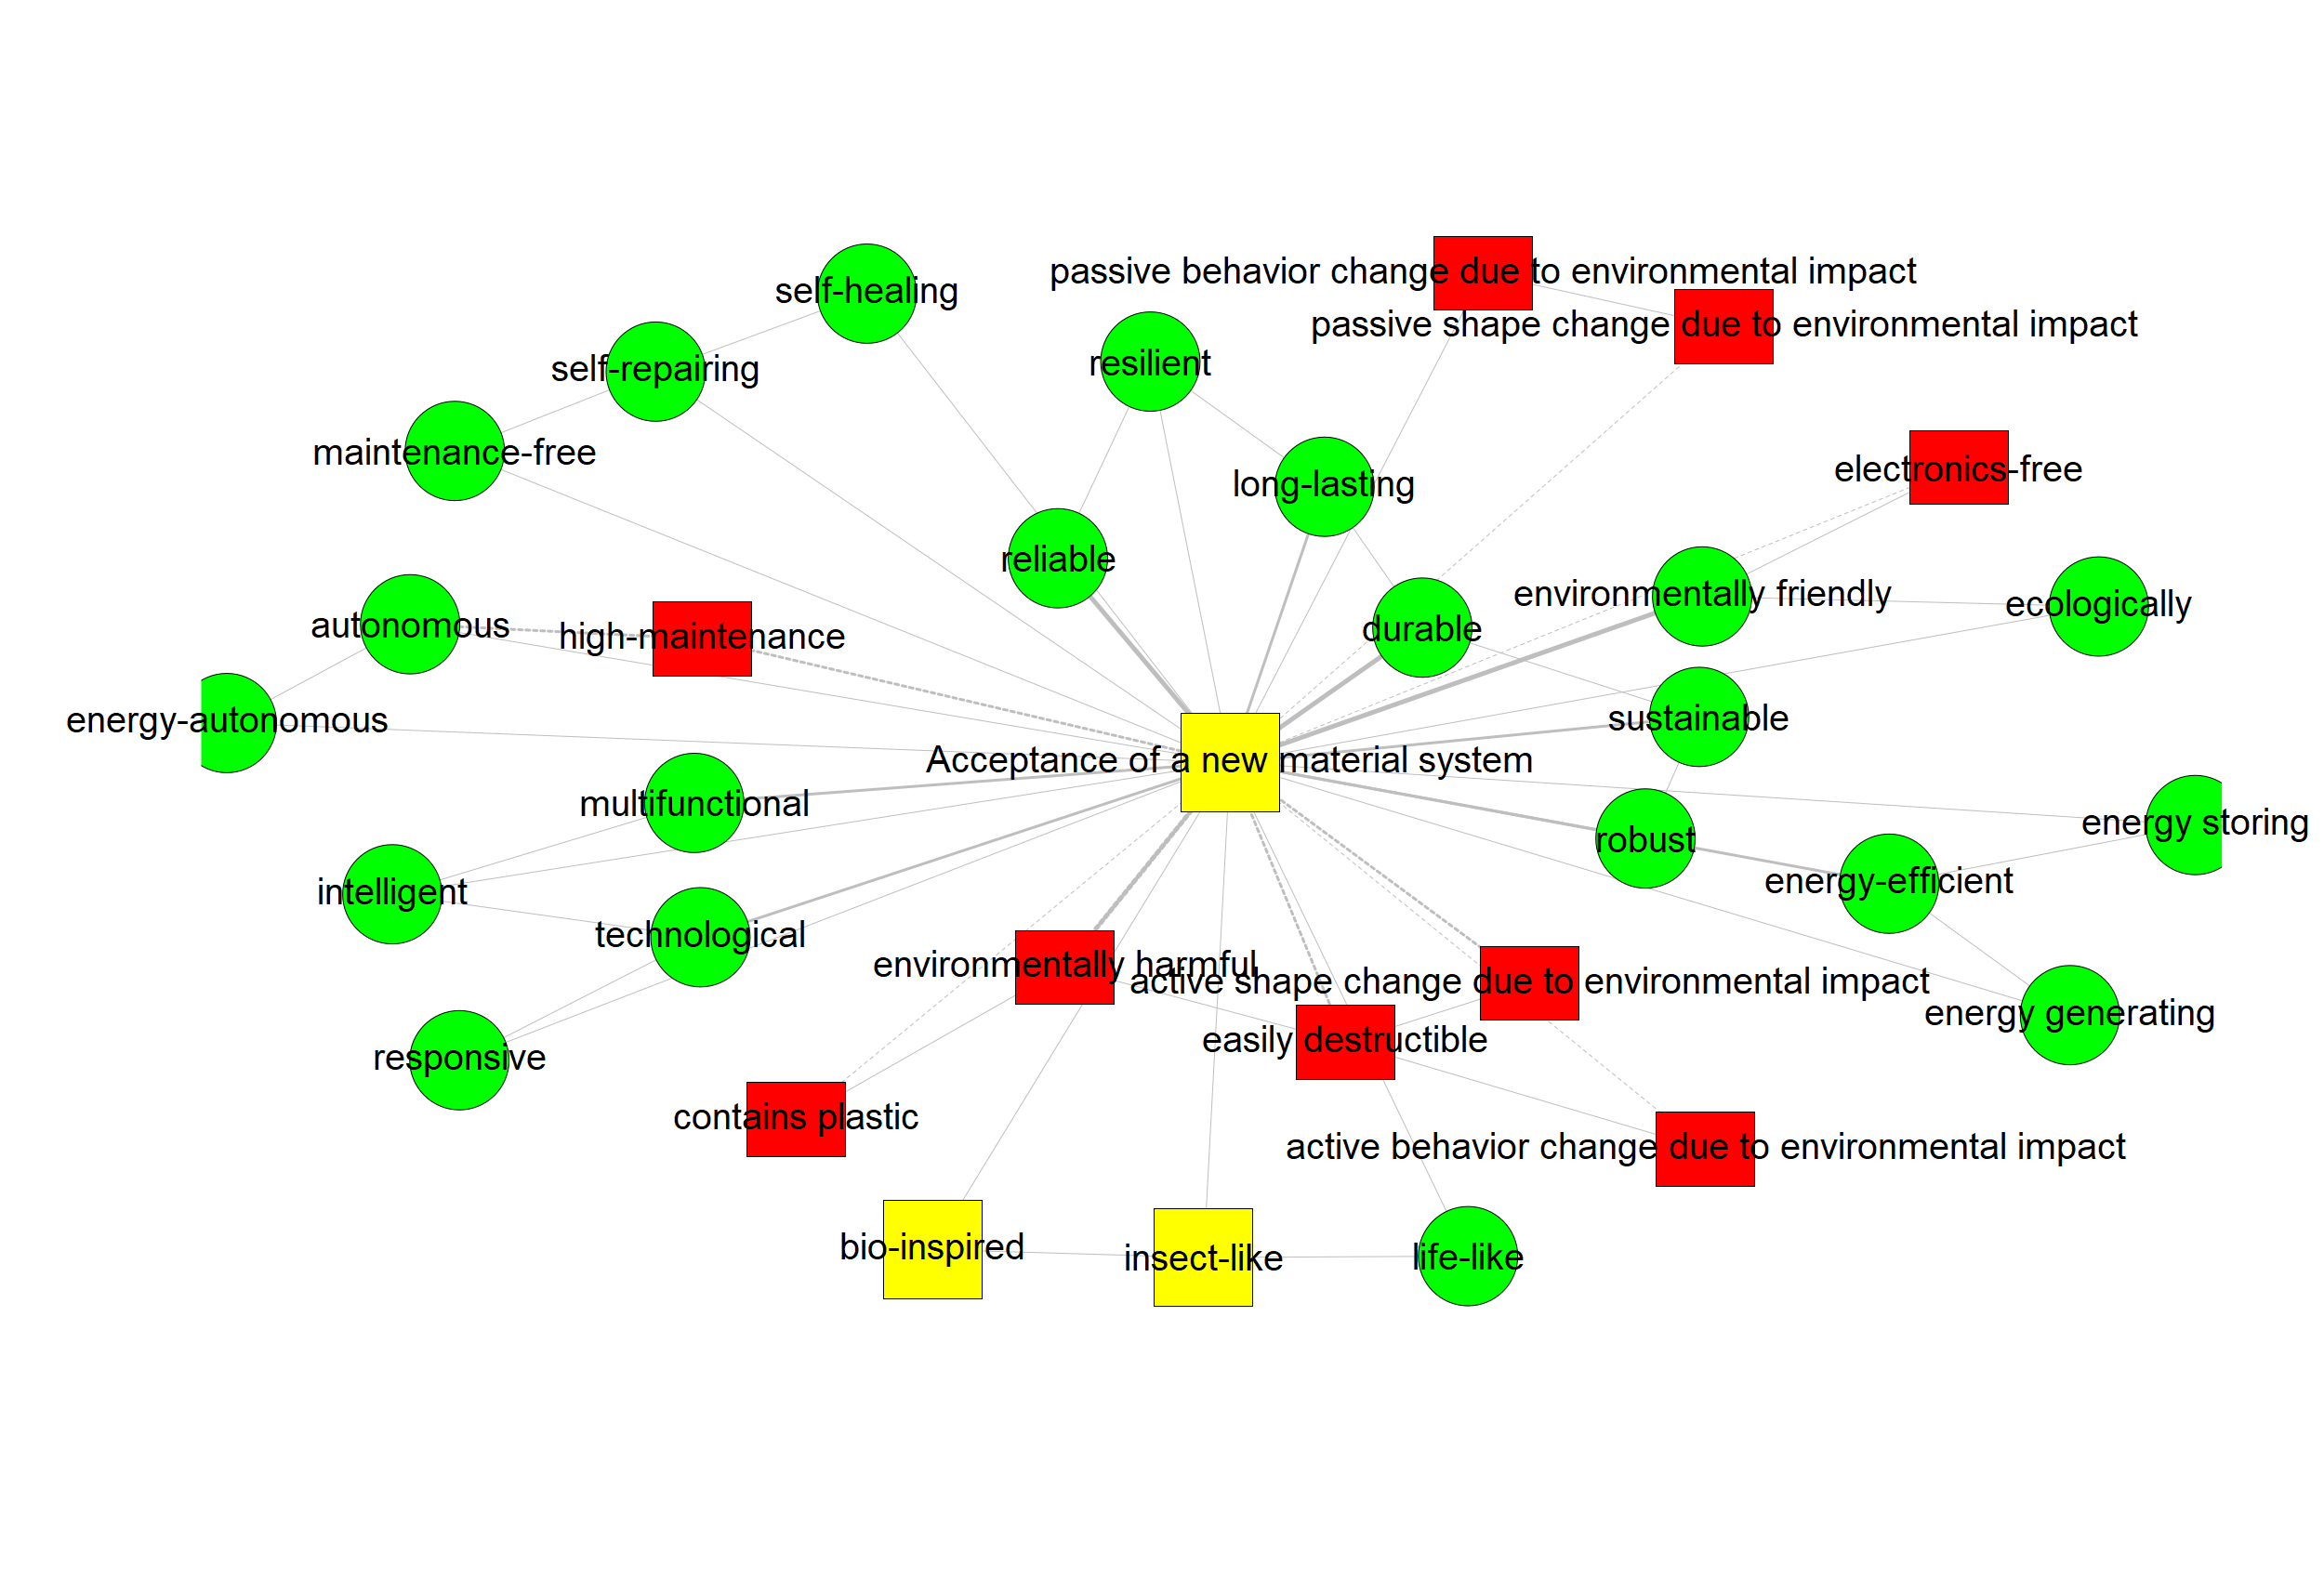 passive behavior change due to environmental impact
self-healing
passive shape change due to environmental impact
resilient
self-repairing
maintenance-free
electronics-free
long-lasting
reliable
environmentally friendly
ecologically
autonomous
durable
high-maintenance
energy-autonomous
sustainable
Acceptance of a new material system
multifunctional
energy storing
robust
energy-efficient
intelligent
technological
environmentally harmful
active shape change due to environmental impact
energy generating
easily destructible
responsive
contains plastic
active behavior change due to environmental impact
bio-inspired
insect-like
life-like